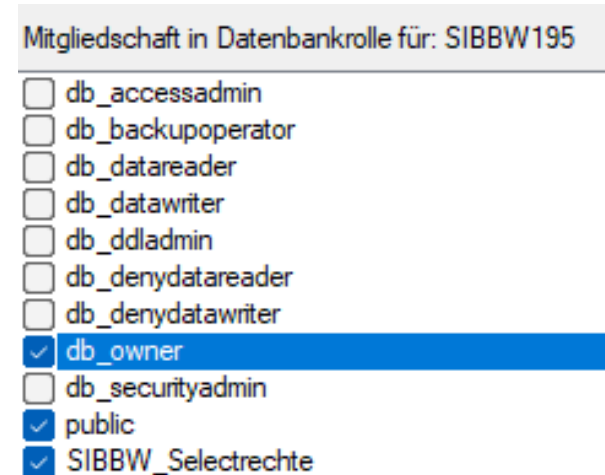 Mitgliedschaft in Datenbankrolle für: SIBBW195
db_accessadmin
db_backupoperator
db_datareader
db_datawriter
db_ddladmin
db_denydatareader
db_denydatawriter
db_owner
db_securityadmin
public
SIBBW_Selectrechte